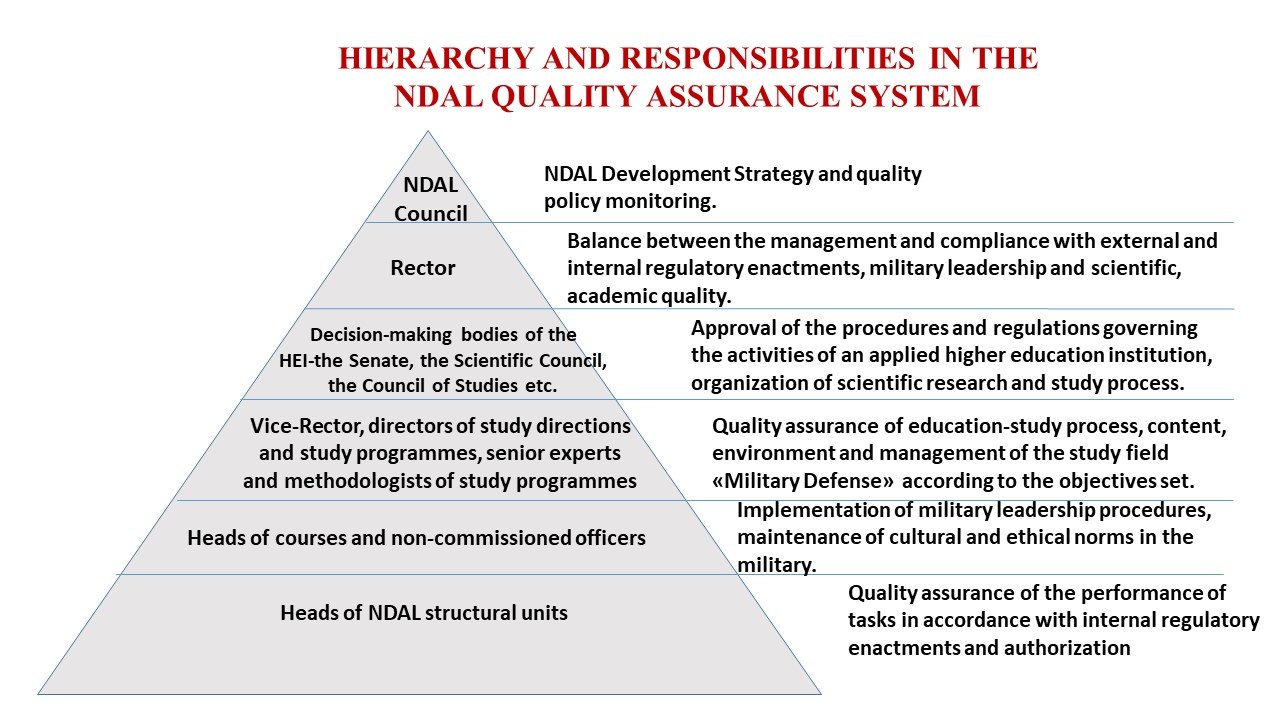 HIERARCHY AND RESPONSIBILITIES IN THE
NDAL QUALITY ASSURANCE SYSTEM
NDAL
Council
NDAL Development Strategy and quality
policy monitoring.
Rector
Balance between the management and compliance with external and
internal regulatory enactments, military leadership and scientific,
academic quality.
Decision-making bodies of the
HEI-the Senate, the Scientific Council,
the Council of Studies etc.
Approval of the procedures and regulations governing
the activities of an applied higher education institution,
organization of scientific research and study process.
Vice-Rector, directors of study directions
and study programmes, senior experts
and methodologists of study programmes
Quality assurance of education-study process, content,
environment and management of the study field
«Military Defense» according to the objectives set.
Heads of courses and non-commissioned officers
Implementation of military leadership procedures,
maintenance of cultural and ethical norms in the
military.
Heads of NDAL structural units
Quality assurance of the performance of
tasks in accordance with internal regulatory
enactments and authorization